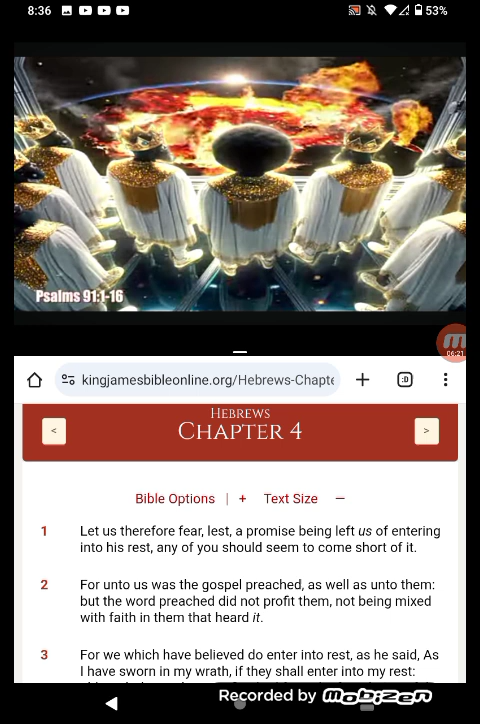 8:36
53%
Psalms 91:1-16
06:21
kingjamesbibleonline.org/Hebrews-Chapte
:D
HEBREWS
CHAPTER 4
<
>
Bible Options | + Text Size –
1 Let us therefore fear, lest, a promise being left us of entering
into his rest, any of you should seem to come short of it.
2 For unto us was the gospel preached, as well as unto them:
but the word preached did not profit them, not being mixed
with faith in them that heard it.
3 For we which have believed do enter into rest, as he said, As
I have sworn in my wrath, if they shall enter into my rest:
Recorded by mobizen